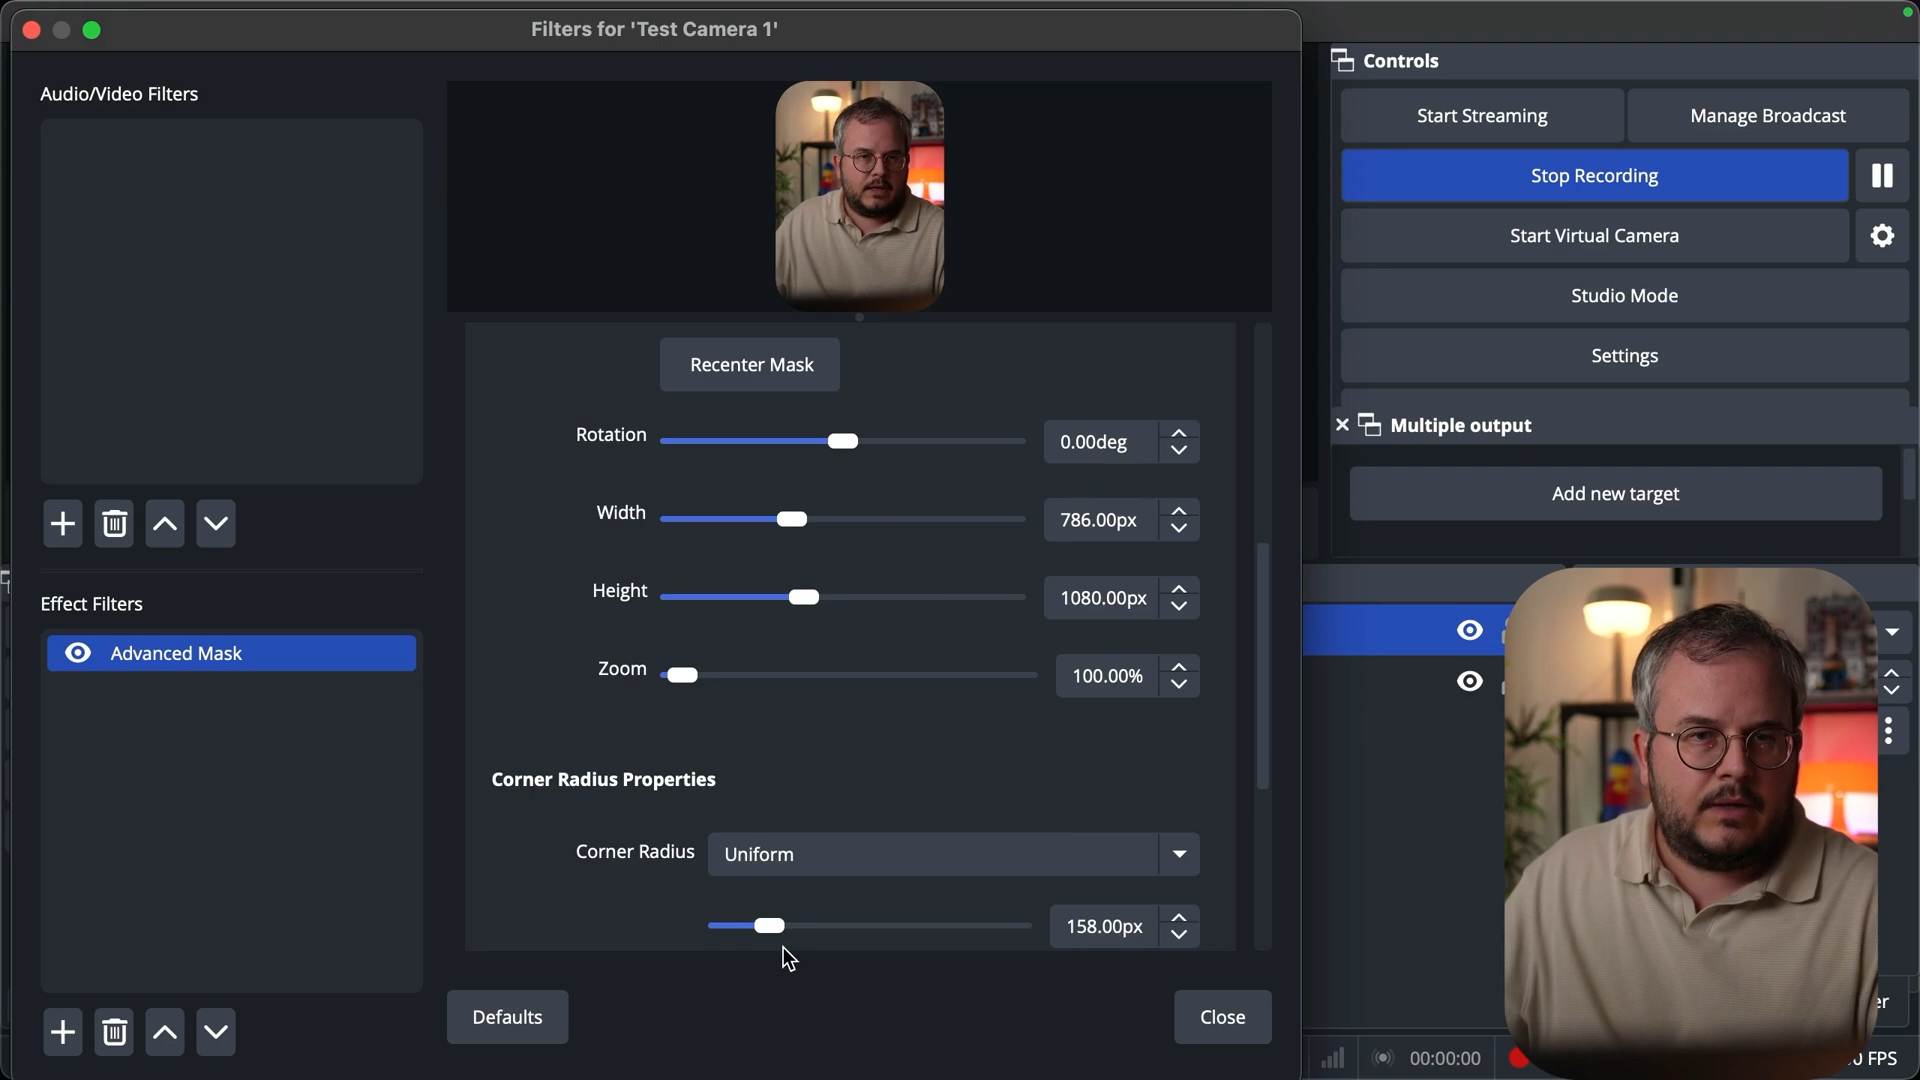 Filters for 'Test Camera 1'
Audio/Video Filters
Effect Filters
Advanced Mask
Recenter Mask
Rotation
0.00deg
Width
786.00px
Height
1080.00px
Zoom
100.00%
Corner Radius Properties
Corner Radius
Uniform
158.00px
Defaults
Close
Controls
Start Streaming
Manage Broadcast
Stop Recording
Start Virtual Camera
Studio Mode
Settings
Multiple output
Add new target
er
00:00:00
0 FPS